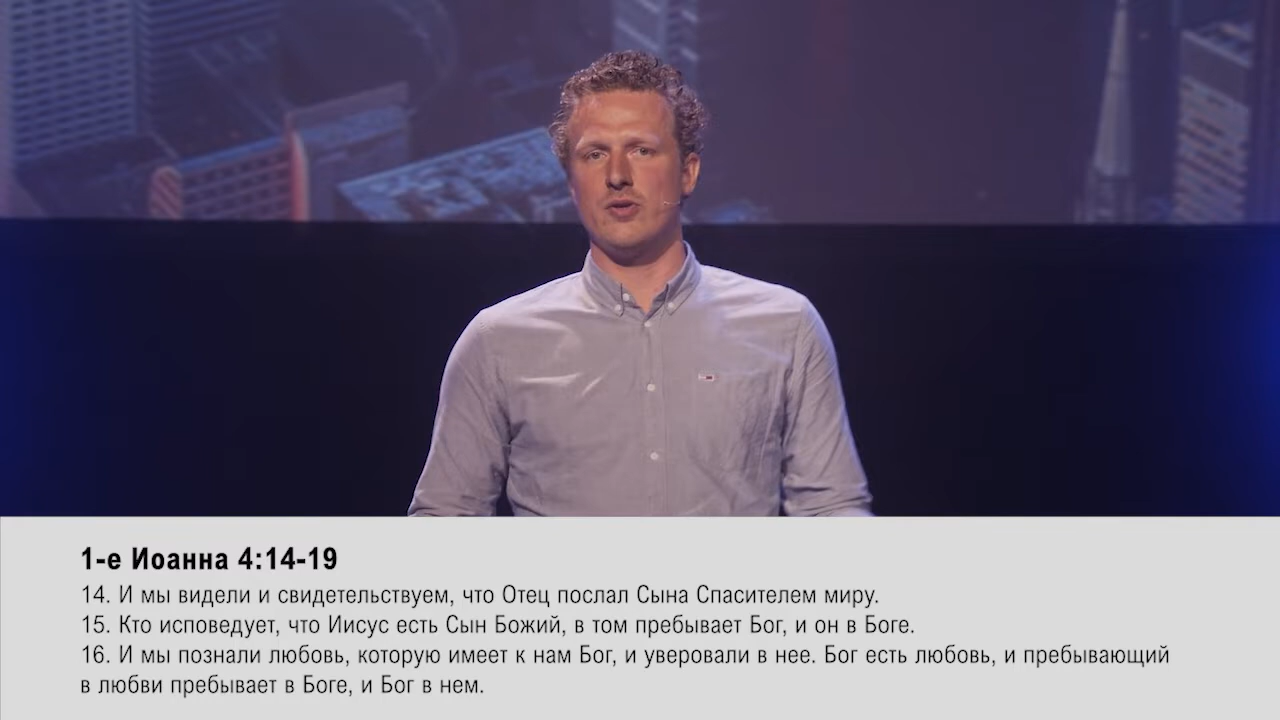 1-е Иоанна 4:14-19
14. И мы видели и свидетельствуем, что Отец послал Сына Спасителем миру.
15. Кто исповедует, что Иисус есть Сын Божий, в том пребывает Бог, и он в Боге.
16. И мы познали любовь, которую имеет к нам Бог, и уверовали в нее. Бог есть любовь, и пребывающий
в любви пребывает в Боге, и Бог в нем.